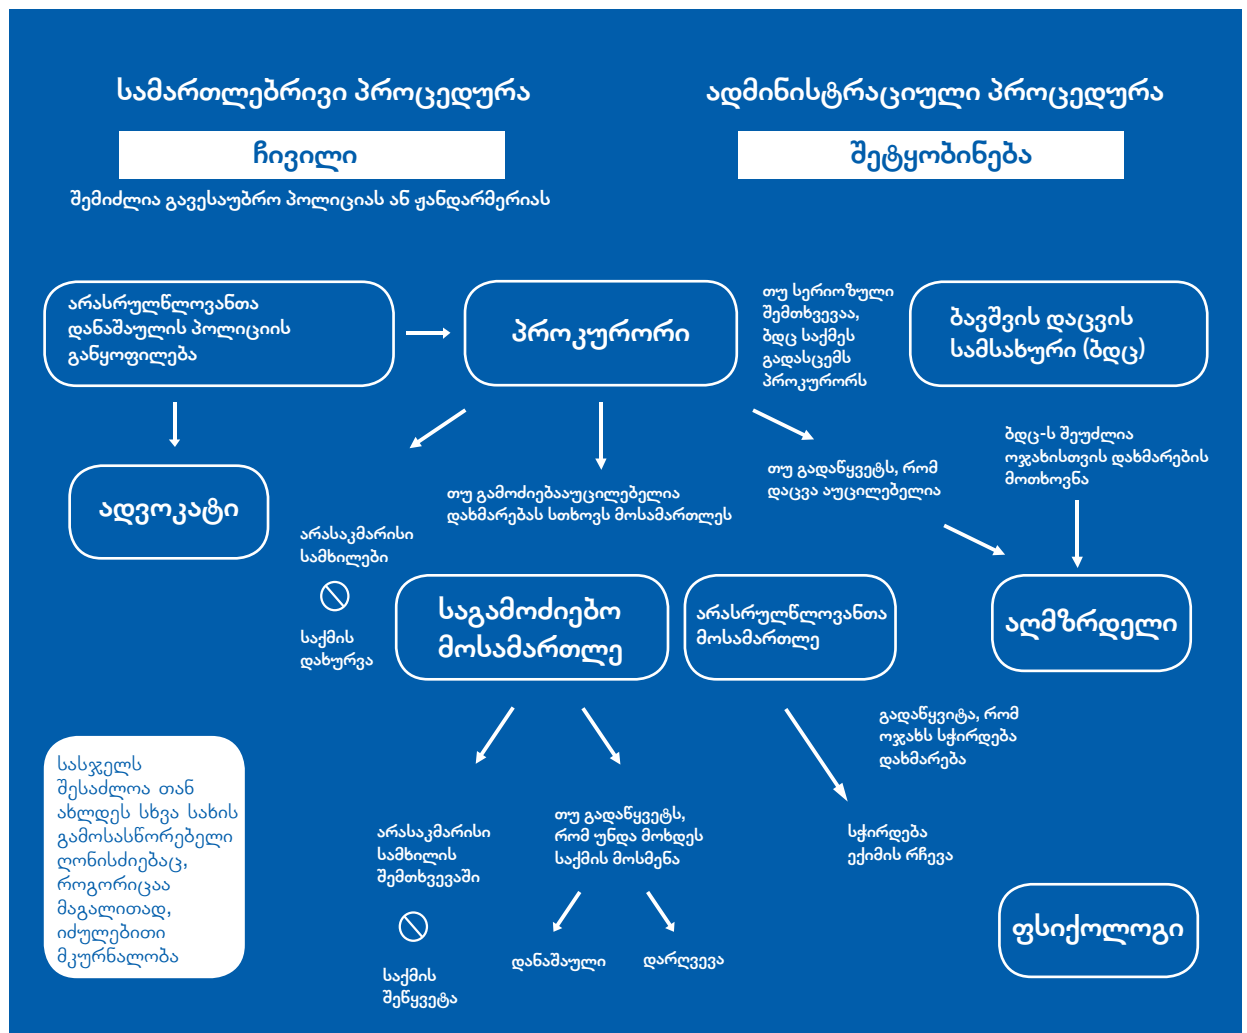 სამართლებრივი პროცედურა
ჩივილი
შემიძლია გავესაუბრო პოლიციას ან ჟანდარმერიას
ადმინისტრაციული პროცედურა
შეტყობინება
არასრულწლოვანთა
დანაშაულის პოლიციის
განყოფილება
პროკურორი
თუ სერიოზული
შემთხვევაა,
ბდც საქმეს
გადასცემს
პროკურორს
ბავშვის დაცვის
სამსახური (ბდც)
ადვოკატი
თუ გამოძიებააუცილებელია
დახმარებას სთხოვს მოსამართლეს
თუ გადაწყვეტს, რომ
დაცვა აუცილებელია
ბდც-ს შეუძლია
ოჯახისთვის დახმარების
მოთხოვნა
არასაკმარისი
სამხილები
საქმის
დახურვა
საგამოძიებო
მოსამართლე
არასრულწლოვანთა
მოსამართლე
აღმზრდელი
გადაწყვიტა, რომ
ოჯახს სჭირდება
დახმარება
სასჯელს
შესაძლოა თან
ახლდეს სხვა სახის
გამოსასწორებელი
ღონისძიებაც,
როგორიცაა
მაგალითად,
იძულებითი
მკურნალობა
არასაკმარისი
სამხილის
შემთხვევაში
საქმის
შეწყვეტა
თუ გადაწყვეტს,
რომ უნდა მოხდეს
საქმის მოსმენა
დანაშაული
დარღვევა
სჭირდება
ექიმის რჩევა
ფსიქოლოგი